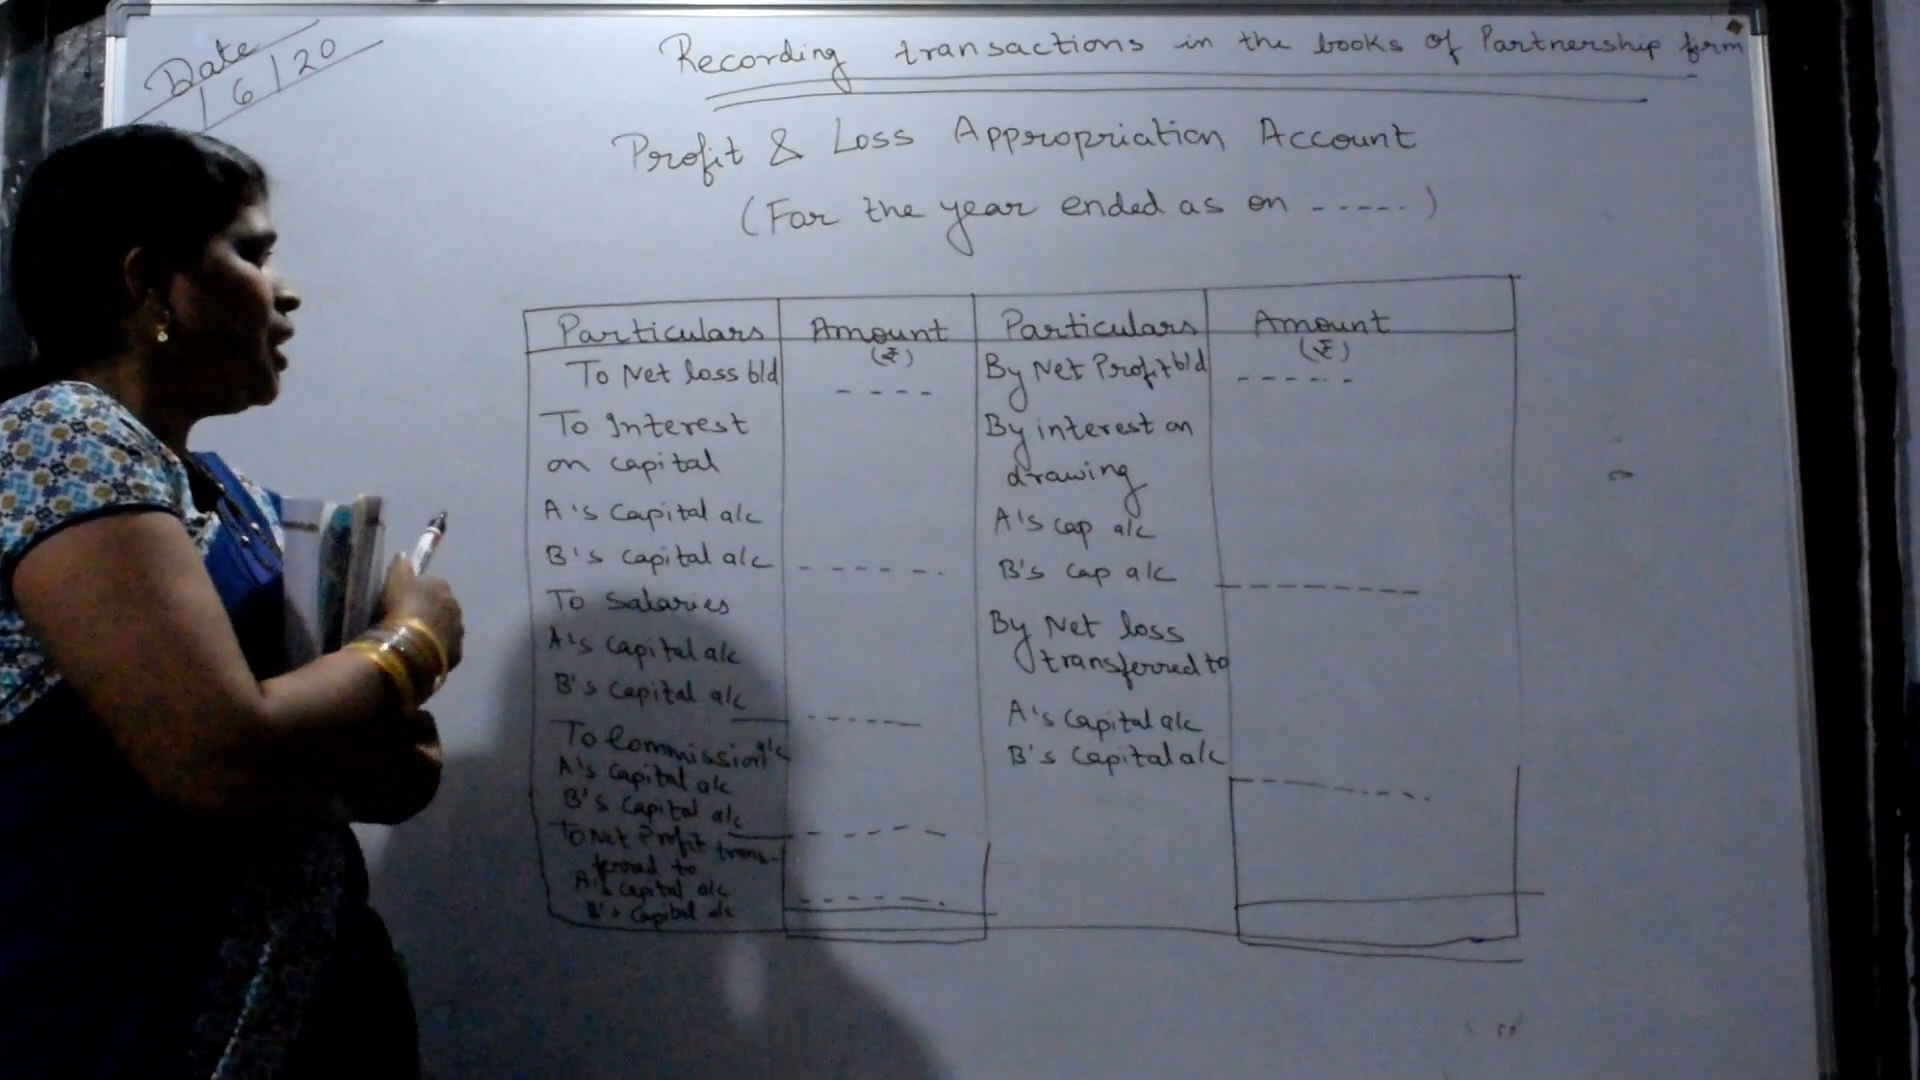 Date
/ 6 / 20
Recording transactions in the books of Partnership firm
Profit & Loss Appropriation Account
(For the year ended as on -----)
Particulars Amount Particulars Amount
(₹) (₹)
To Net loss b/d ---- By Net Profit b/d -----
To Interest
on capital
A's Capital a/c
B's Capital a/c ------
To Salaries
A's Capital a/c
B's Capital a/c ------
To Commission a/c
A's Capital a/c
B's Capital a/c
To Net Profit trans-
ferred to
A's Capital a/c
B's Capital a/c
By interest on
drawing
A's Cap a/c
B's Cap a/c
By Net loss
transferred to
A's Capital a/c
B's Capital a/c